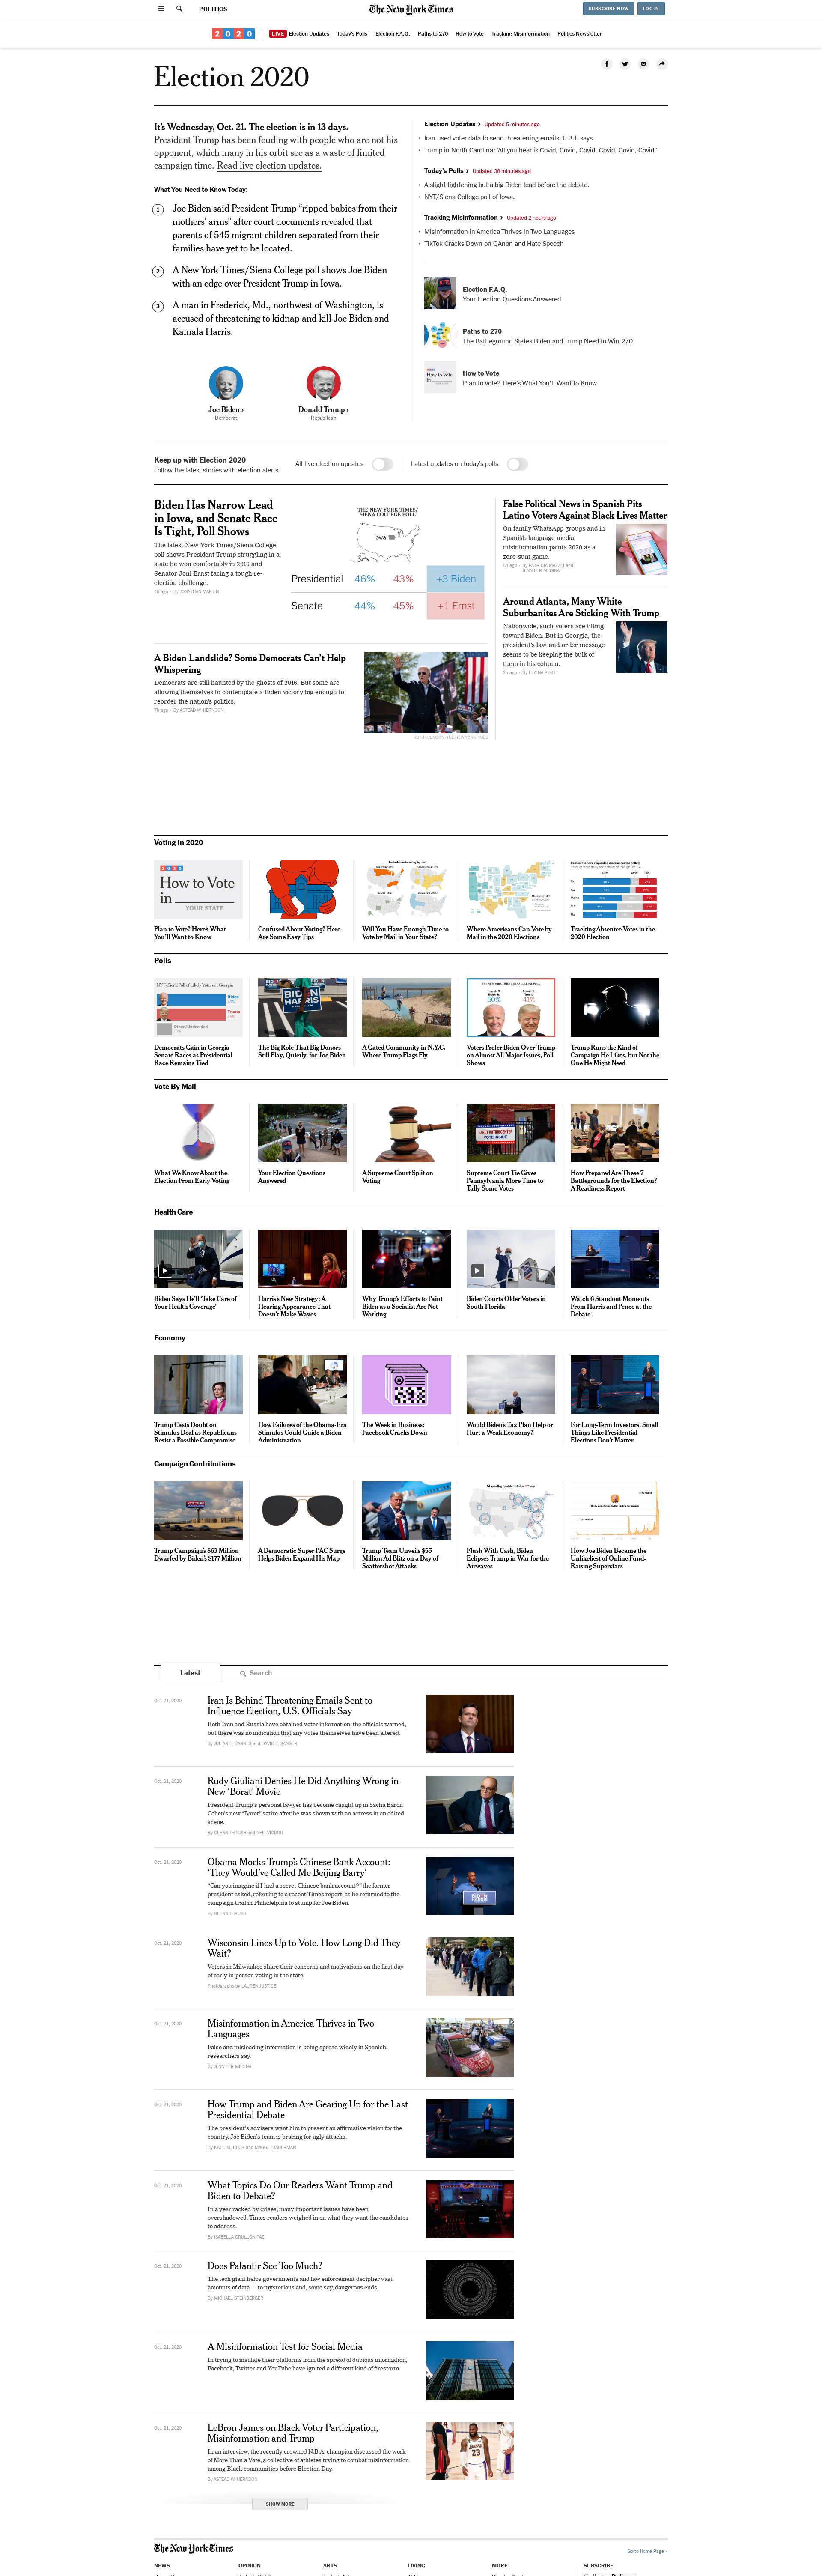 POLITICS
The New York Times
SUBSCRIBE NOW
LOG IN
2020
LIVE Election Updates
Today's Polls
Election F.A.Q.
Paths to 270
How to Vote
Tracking Misinformation
Politics Newsletter
Election 2020
It's Wednesday, Oct. 21. The election is in 13 days.
President Trump has been feuding with people who are not his
opponent, which many in his orbit see as a waste of limited
campaign time. Read live election updates.
What You Need to Know Today:
1 Joe Biden said President Trump “ripped babies from their
mothers' arms” after court documents revealed that
parents of 545 migrant children separated from their
families have yet to be located.
2 A New York Times/Siena College poll shows Joe Biden
with an edge over President Trump in Iowa.
3 A man in Frederick, Md., northwest of Washington, is
accused of threatening to kidnap and kill Joe Biden and
Kamala Harris.
Joe Biden ›
Democrat
Donald Trump ›
Republican
Election Updates › Updated 5 minutes ago
• Iran used voter data to send threatening emails, F.B.I. says.
• Trump in North Carolina: ‘All you hear is Covid, Covid, Covid, Covid, Covid, Covid.’
Today's Polls › Updated 38 minutes ago
• A slight tightening but a big Biden lead before the debate.
• NYT/Siena College poll of Iowa.
Tracking Misinformation › Updated 2 hours ago
• Misinformation in America Thrives in Two Languages
• TikTok Cracks Down on QAnon and Hate Speech
Election F.A.Q.
Your Election Questions Answered
Paths to 270
The Battleground States Biden and Trump Need to Win 270
How to Vote
in
How to Vote
Plan to Vote? Here's What You'll Want to Know
Keep up with Election 2020
Follow the latest stories with election alerts
All live election updates
Latest updates on today's polls
Biden Has Narrow Lead
in Iowa, and Senate Race
Is Tight, Poll Shows
The latest New York Times/Siena College
poll shows President Trump struggling in a
state he won comfortably in 2016 and
Senator Joni Ernst facing a tough re-
election challenge.
4h ago · By JONATHAN MARTIN
THE NEW YORK TIMES/
SIENA COLLEGE POLL
Iowa
Presidential 46% 43% +3 Biden
Senate 44% 45% +1 Ernst
A Biden Landslide? Some Democrats Can't Help
Whispering
Democrats are still haunted by the ghosts of 2016. But some are
allowing themselves to contemplate a Biden victory big enough to
reorder the nation's politics.
7h ago · By ASTEAD W. HERNDON
RUTH FREMSON/THE NEW YORK TIMES
False Political News in Spanish Pits
Latino Voters Against Black Lives Matter
On family WhatsApp groups and in
Spanish-language media,
misinformation paints 2020 as a
zero-sum game.
By PATRICIA MAZZEI and
JENNIFER MEDINA
Around Atlanta, Many White
Suburbanites Are Sticking With Trump
Nationwide, such voters are tilting
toward Biden. But in Georgia, the
president's law-and-order message
seems to be keeping the bulk of
them in his column.
2h ago · By ELAINA PLOTT
Voting in 2020
2020
How to Vote
in
YOUR STATE
Plan to Vote? Here's What
You'll Want to Know
Confused About Voting? Here
Are Some Easy Tips
Will You Have Enough Time to
Vote by Mail in Your State?
Where Americans Can Vote by
Mail in the 2020 Elections
Tracking Absentee Votes in the
2020 Election
Polls
NYT/Siena Poll of Likely Voters in Georgia
Biden
Trump
Democrats Gain in Georgia
Senate Races as Presidential
Race Remains Tied
BIDEN
HARRIS
The Big Role That Big Donors
Still Play, Quietly, for Joe Biden
A Gated Community in N.Y.C.
Where Trump Flags Fly
50%
41%
Voters Prefer Biden Over Trump
on Almost All Major Issues, Poll
Shows
Trump Runs the Kind of
Campaign He Likes, but Not the
One He Might Need
Vote By Mail
What We Know About the
Election From Early Voting
Your Election Questions
Answered
A Supreme Court Split on
Voting
VOTE INSIDE
Supreme Court Tie Gives
Pennsylvania More Time to
Tally Some Votes
How Prepared Are These 7
Battlegrounds for the Election?
A Readiness Report
Health Care
Biden Says He'll ‘Take Care of
Your Health Coverage’
Harris's New Strategy: A
Hearing Appearance That
Doesn't Make Waves
Why Trump's Efforts to Paint
Biden as a Socialist Are Not
Working
Biden Courts Older Voters in
South Florida
Watch 6 Standout Moments
From Harris and Pence at the
Debate
Economy
Trump Casts Doubt on
Stimulus Deal as Republicans
Resist a Possible Compromise
How Failures of the Obama-Era
Stimulus Could Guide a Biden
Administration
The Week in Business:
Facebook Cracks Down
Would Biden's Tax Plan Help or
Hurt a Weak Economy?
For Long-Term Investors, Small
Things Like Presidential
Elections Don't Matter
Campaign Contributions
Trump Campaign's $63 Million
Dwarfed by Biden's $177 Million
A Democratic Super PAC Surge
Helps Biden Expand His Map
Trump Team Unveils $55
Million Ad Blitz on a Day of
Scattershot Attacks
Flush With Cash, Biden
Eclipses Trump in War for the
Airwaves
How Joe Biden Became the
Unlikeliest of Online Fund-
Raising Superstars
Latest
Search
Oct. 21, 2020
Iran Is Behind Threatening Emails Sent to
Influence Election, U.S. Officials Say
Both Iran and Russia have obtained voter information, the officials warned,
but there was no indication that any votes themselves have been altered.
By JULIAN E. BARNES and DAVID E. SANGER
Oct. 21, 2020
Rudy Giuliani Denies He Did Anything Wrong in
New ‘Borat’ Movie
President Trump's personal lawyer has become caught up in Sacha Baron
Cohen's new “Borat” satire after he was shown with an actress in an edited
scene.
By GLENN THRUSH and NEIL VIGDOR
Oct. 21, 2020
Obama Mocks Trump's Chinese Bank Account:
‘They Would've Called Me Beijing Barry’
“Can you imagine if I had a secret Chinese bank account?” the former
president asked, referring to a recent Times report, as he returned to the
campaign trail in Philadelphia to stump for Joe Biden.
By GLENN THRUSH
Oct. 21, 2020
Wisconsin Lines Up to Vote. How Long Did They
Wait?
Voters in Milwaukee share their concerns and motivations on the first day
of early in-person voting in the state.
Photographs by LAUREN JUSTICE
Oct. 21, 2020
Misinformation in America Thrives in Two
Languages
False and misleading information is being spread widely in Spanish,
researchers say.
By JENNIFER MEDINA
Oct. 21, 2020
How Trump and Biden Are Gearing Up for the Last
Presidential Debate
The president's advisers want him to present an affirmative vision for the
country. Joe Biden's team is bracing for ugly attacks.
By KATIE GLUECK and MAGGIE HABERMAN
Oct. 21, 2020
What Topics Do Our Readers Want Trump and
Biden to Debate?
In a year racked by crises, many important issues have been
overshadowed. Times readers weighed in on what they want the candidates
to address.
By ISABELLA GRULLÓN PAZ
Oct. 21, 2020
Does Palantir See Too Much?
The tech giant helps governments and law enforcement decipher vast
amounts of data — to mysterious and, some say, dangerous ends.
By MICHAEL STEINBERGER
Oct. 21, 2020
A Misinformation Test for Social Media
In trying to insulate their platforms from the spread of dubious information,
Facebook, Twitter and YouTube have ignited a different kind of firestorm.
Oct. 21, 2020
LeBron James on Black Voter Participation,
Misinformation and Trump
In an interview, the recently crowned N.B.A. champion discussed the work
of More Than a Vote, a collective of athletes trying to combat misinformation
among Black communities before Election Day.
By ASTEAD W. HERNDON
SHOW MORE
The New York Times
Go to Home Page »
NEWS
OPINION
ARTS
LIVING
MORE
SUBSCRIBE